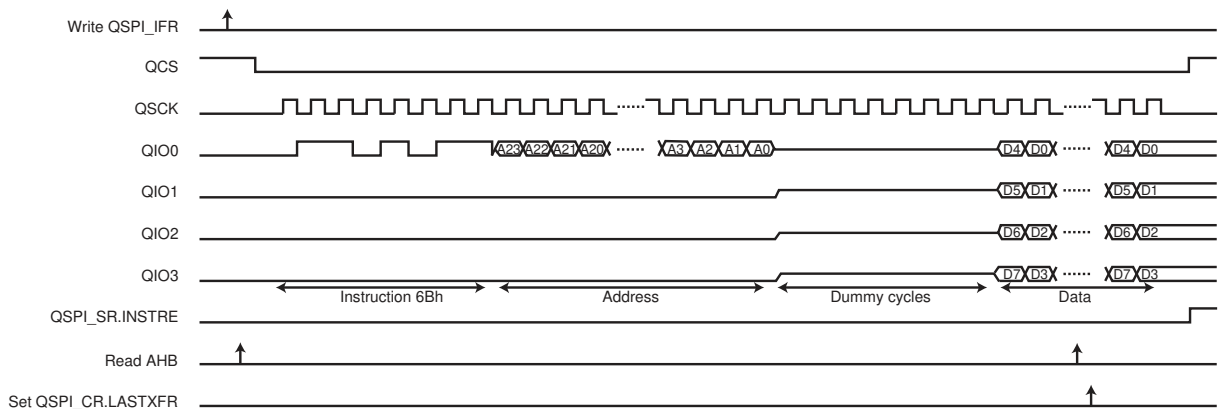 Write QSPI_IFR
QCS
QSCK
QIO0 A23 A22 A21 A20 A3 A2 A1 A0 D4 D0 D4 D0
QIO1 D5 D1 D5 D1
QIO2 D6 D2 D6 D2
QIO3 D7 D3 D7 D3
Instruction 6Bh Address Dummy cycles Data
QSPI_SR.INSTRE
Read AHB
Set QSPI_CR.LASTXFR